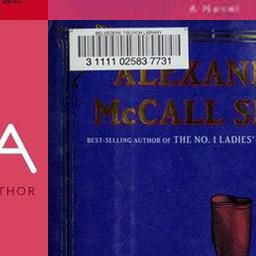 A Novel
BELVEDERE TIBURON LIBRARY
3 1111 02583 7731
ALEXAN
MCCALL S
BEST-SELLING AUTHOR OF THE NO. 1 LADIES'
A
THOR